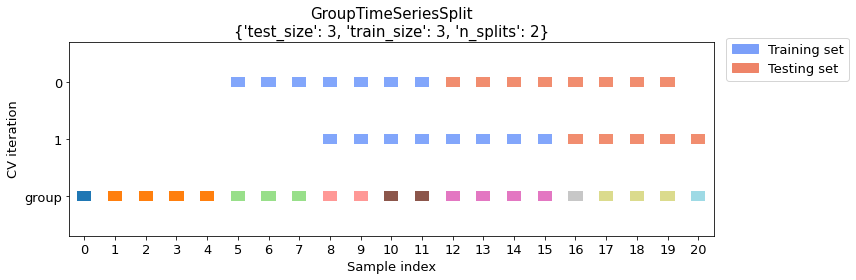 GroupTimeSeriesSplit
{'test_size': 3, 'train_size': 3, 'n_splits': 2}
Training set
Testing set
CV iteration
0
1
group
0 1 2 3 4 5 6 7 8 9 10 11 12 13 14 15 16 17 18 19 20
Sample index